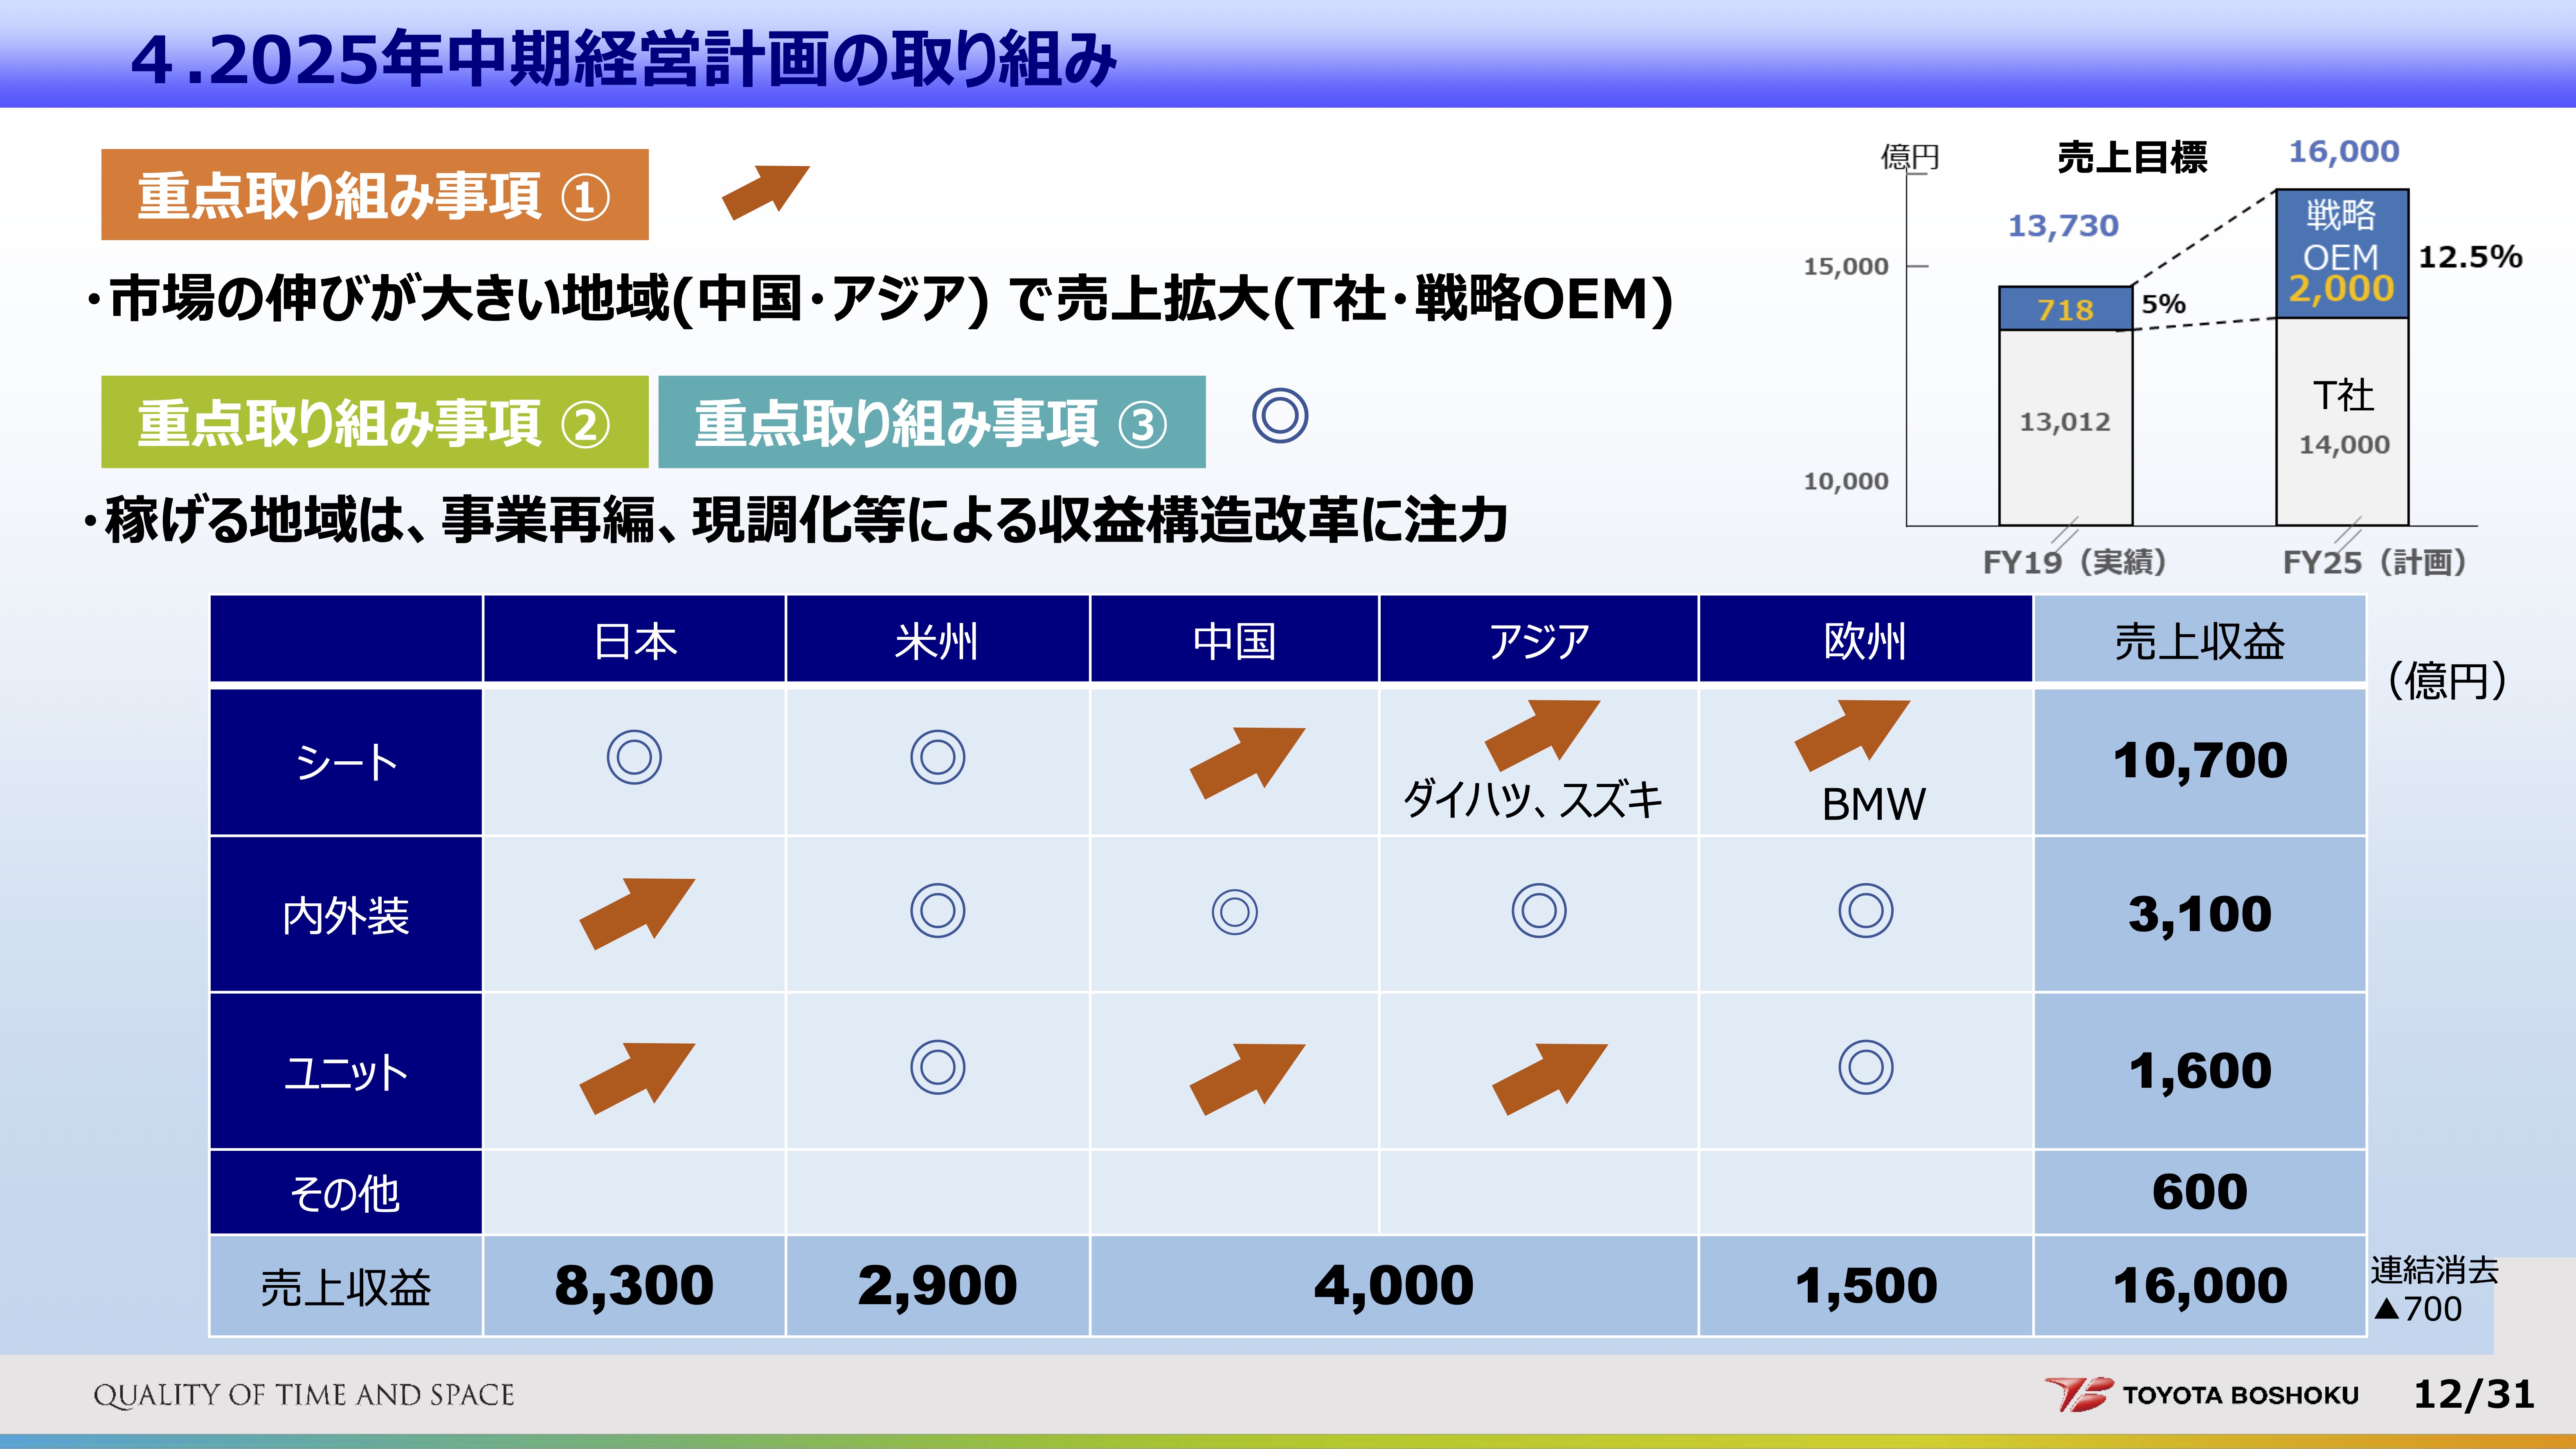 ４.2025年中期経営計画の取り組み
重点取り組み事項 ①
・市場の伸びが大きい地域(中国・アジア) で売上拡大(T社・戦略OEM)
重点取り組み事項 ②
重点取り組み事項 ③
◎
・稼げる地域は、事業再編、現調化等による収益構造改革に注力
億円
売上目標
16,000
13,730
戦略
OEM
2,000
12.5%
15,000
718
5%
T社
13,012
14,000
10,000
FY19（実績）
FY25（計画）
日本 米州 中国 アジア 欧州 売上収益
（億円）
シート ◎ ◎ ダイハツ、スズキ BMW 10,700
内外装 ◎ ◎ ◎ ◎ 3,100
ユニット ◎ ◎ 1,600
その他 600
売上収益 8,300 2,900 4,000 1,500 16,000
連結消去
▲700
QUALITY OF TIME AND SPACE
TOYOTA BOSHOKU
12/31